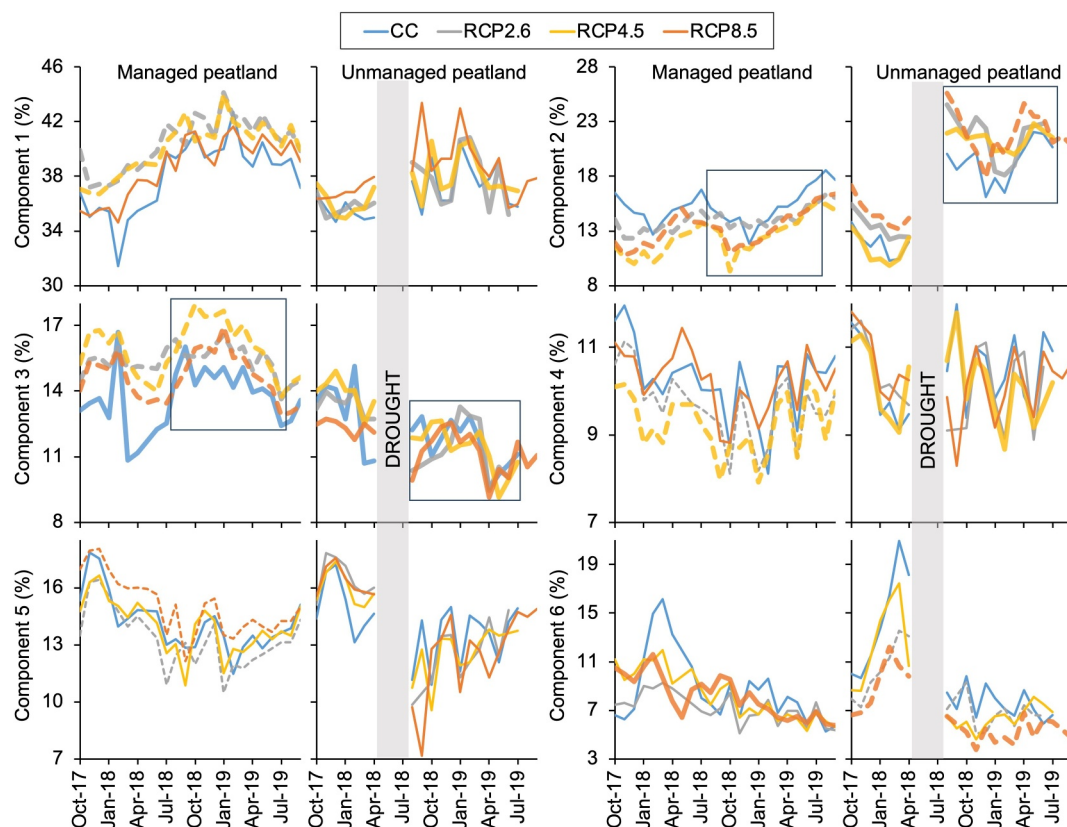 CC RCP2.6 RCP4.5 RCP8.5
Managed peatland Unmanaged peatland
Component 1 (%)
46
42
38
34
30
Managed peatland Unmanaged peatland
Component 2 (%)
28
23
18
13
8
Component 3 (%)
17
14
11
8
DROUGHT
Component 4 (%)
11
9
7
DROUGHT
Component 5 (%)
16
13
10
7
Oct-17 Jan-18 Apr-18 Jul-18 Oct-18 Jan-19 Apr-19 Jul-19
Oct-17 Jan-18 Apr-18 Jul-18 Oct-18 Jan-19 Apr-19 Jul-19
Component 6 (%)
21
19
15
11
7
3
Oct-17 Jan-18 Apr-18 Jul-18 Oct-18 Jan-19 Apr-19 Jul-19
Oct-17 Jan-18 Apr-18 Jul-18 Oct-18 Jan-19 Apr-19 Jul-19